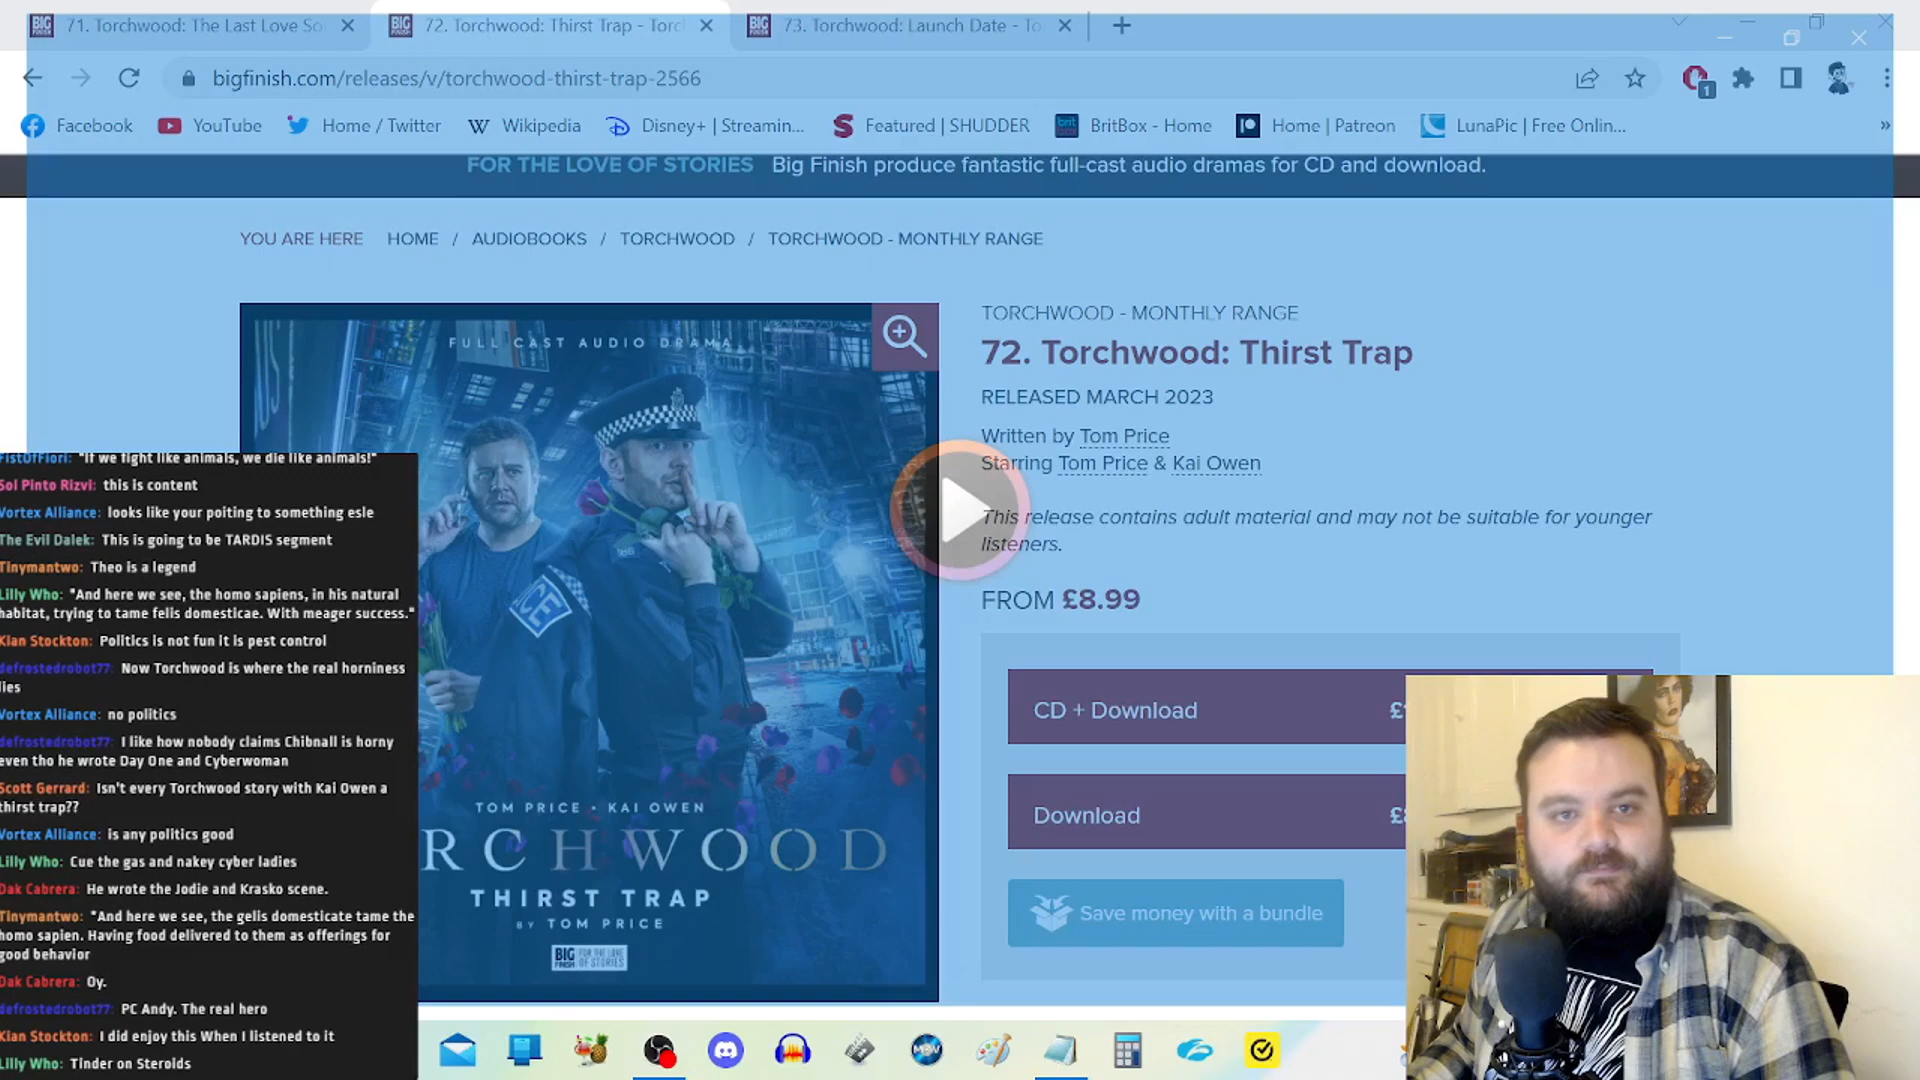 71. Torchwood: The Last Love So
72. Torchwood: Thirst Trap - Torc
73. Torchwood: Launch Date - To
bigfinish.com/releases/v/torchwood-thirst-trap-2566
1
Facebook
YouTube
Home / Twitter
Wikipedia
Disney+ | Streamin...
Featured | SHUDDER
BritBox - Home
Home | Patreon
LunaPic | Free Onlin...
FOR THE LOVE OF STORIES Big Finish produce fantastic full-cast audio dramas for CD and download.
YOU ARE HERE HOME / AUDIOBOOKS / TORCHWOOD / TORCHWOOD - MONTHLY RANGE
FULL CAST AUDIO DRAMA
TOM PRICE • KAI OWEN
RCHWOOD
THIRST TRAP
BY TOM PRICE
BIG FINISH FOR THE LOVE OF STORIES
TORCHWOOD - MONTHLY RANGE
72. Torchwood: Thirst Trap
RELEASED MARCH 2023
Written by Tom Price
Starring Tom Price & Kai Owen
This release contains adult material and may not be suitable for younger
listeners.
FROM £8.99
CD + Download
Download
Save money with a bundle
FistOfFiori: "If we fight like animals, we die like animals!"
Sol Pinto Rizvi: this is content
Vortex Alliance: looks like your poiting to something esle
The Evil Dalek: This is going to be TARDIS segment
Tinymantwo: Theo is a legend
Lilly Who: "And here we see, the homo sapiens, in his natural
habitat, trying to tame felis domesticae. With meager success."
Kian Stockton: Politics is not fun it is pest control
defrostedrobot77: Now Torchwood is where the real horniness
lies
Vortex Alliance: no politics
defrostedrobot77: I like how nobody claims Chibnall is horny
even tho he wrote Day One and Cyberwoman
Scott Gerrard: Isn't every Torchwood story with Kai Owen a
thirst trap??
Vortex Alliance: is any politics good
Lilly Who: Cue the gas and nakey cyber ladies
Dak Cabrera: He wrote the Jodie and Krasko scene.
Tinymantwo: "And here we see, the gelis domesticate tame the
homo sapien. Having food delivered to them as offerings for
good behavior
Dak Cabrera: Oy.
defrostedrobot77: PC Andy. The real hero
Kian Stockton: I did enjoy this When I listened to it
Lilly Who: Tinder on Steroids